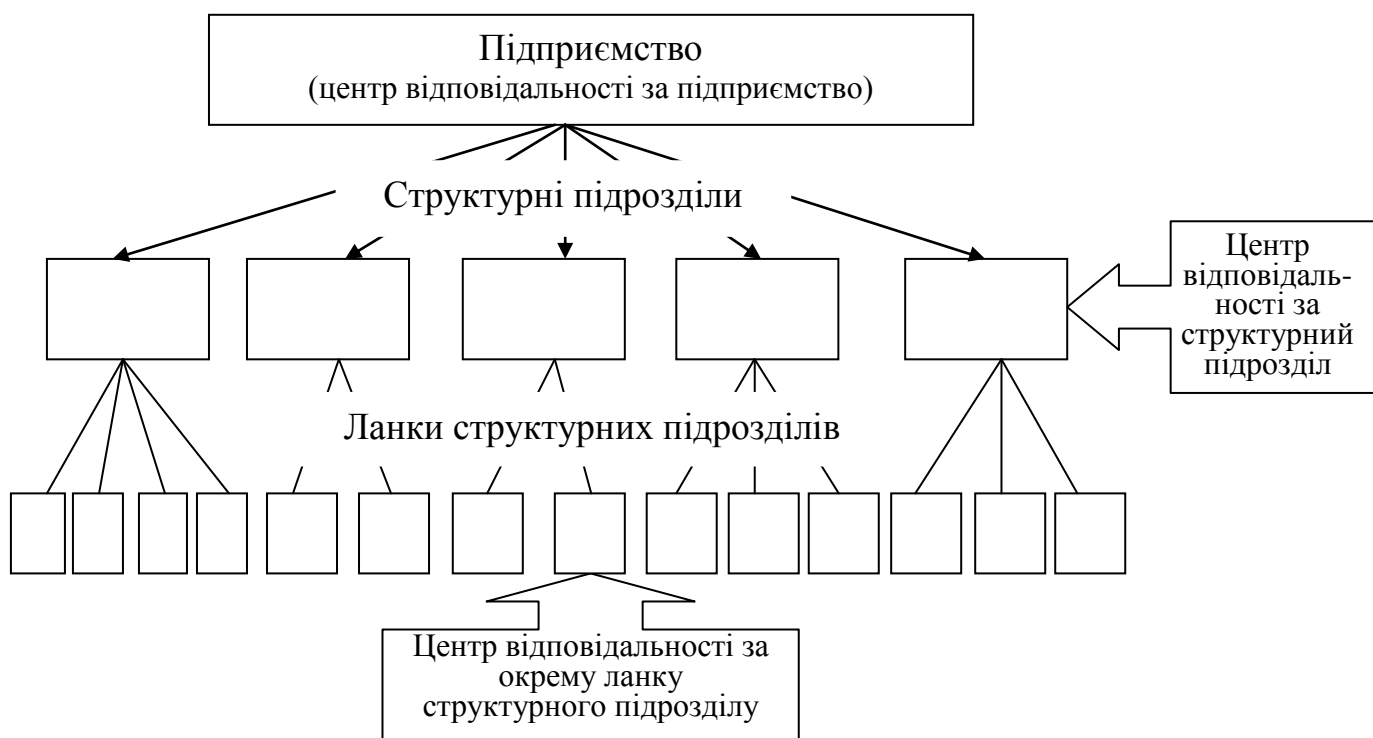 Підприємство
(центр відповідальності за підприємство)
Структурні підрозділи
Центр
відповідаль-
ності за
структурний
підрозділ
Ланки структурних підрозділів
Центр відповідальності за
окрему ланку
структурного підрозділу